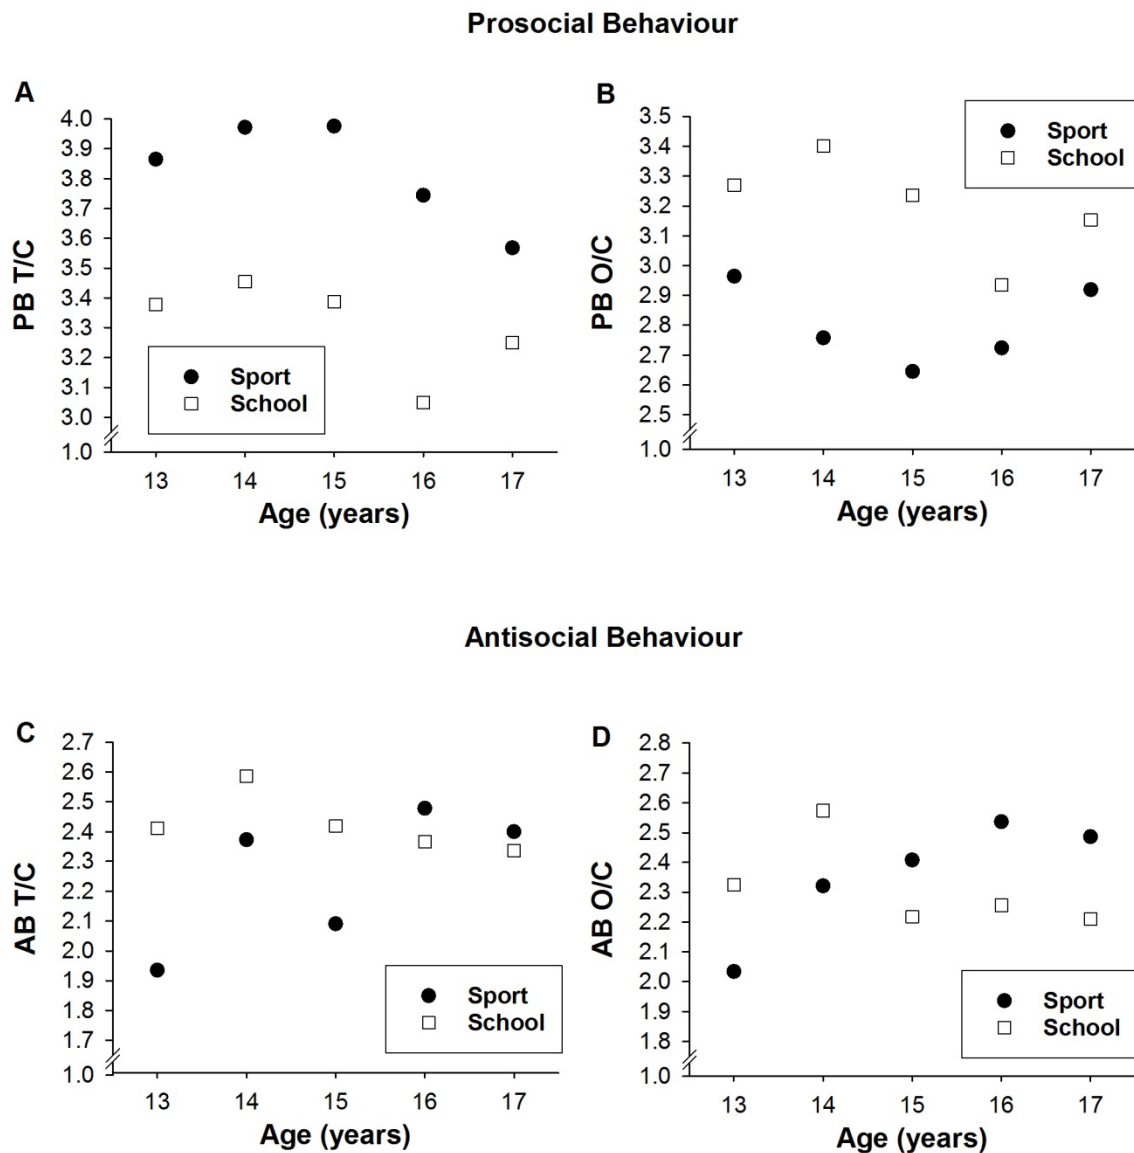 Prosocial Behaviour
A
4.0
3.9
3.8
3.7
3.6
3.5
3.4
3.3
3.2
3.1
3.0
1.0
PB T/C
Sport
School
13 14 15 16 17
Age (years)
B
3.5
3.4
3.3
3.2
3.1
3.0
2.9
2.8
2.7
2.6
2.5
1.0
PB O/C
Sport
School
13 14 15 16 17
Age (years)
Antisocial Behaviour
C
2.7
2.6
2.5
2.4
2.3
2.2
2.1
2.0
1.9
1.8
1.7
1.0
AB T/C
Sport
School
13 14 15 16 17
Age (years)
D
2.8
2.7
2.6
2.5
2.4
2.3
2.2
2.1
2.0
1.9
1.8
1.0
AB O/C
Sport
School
13 14 15 16 17
Age (years)